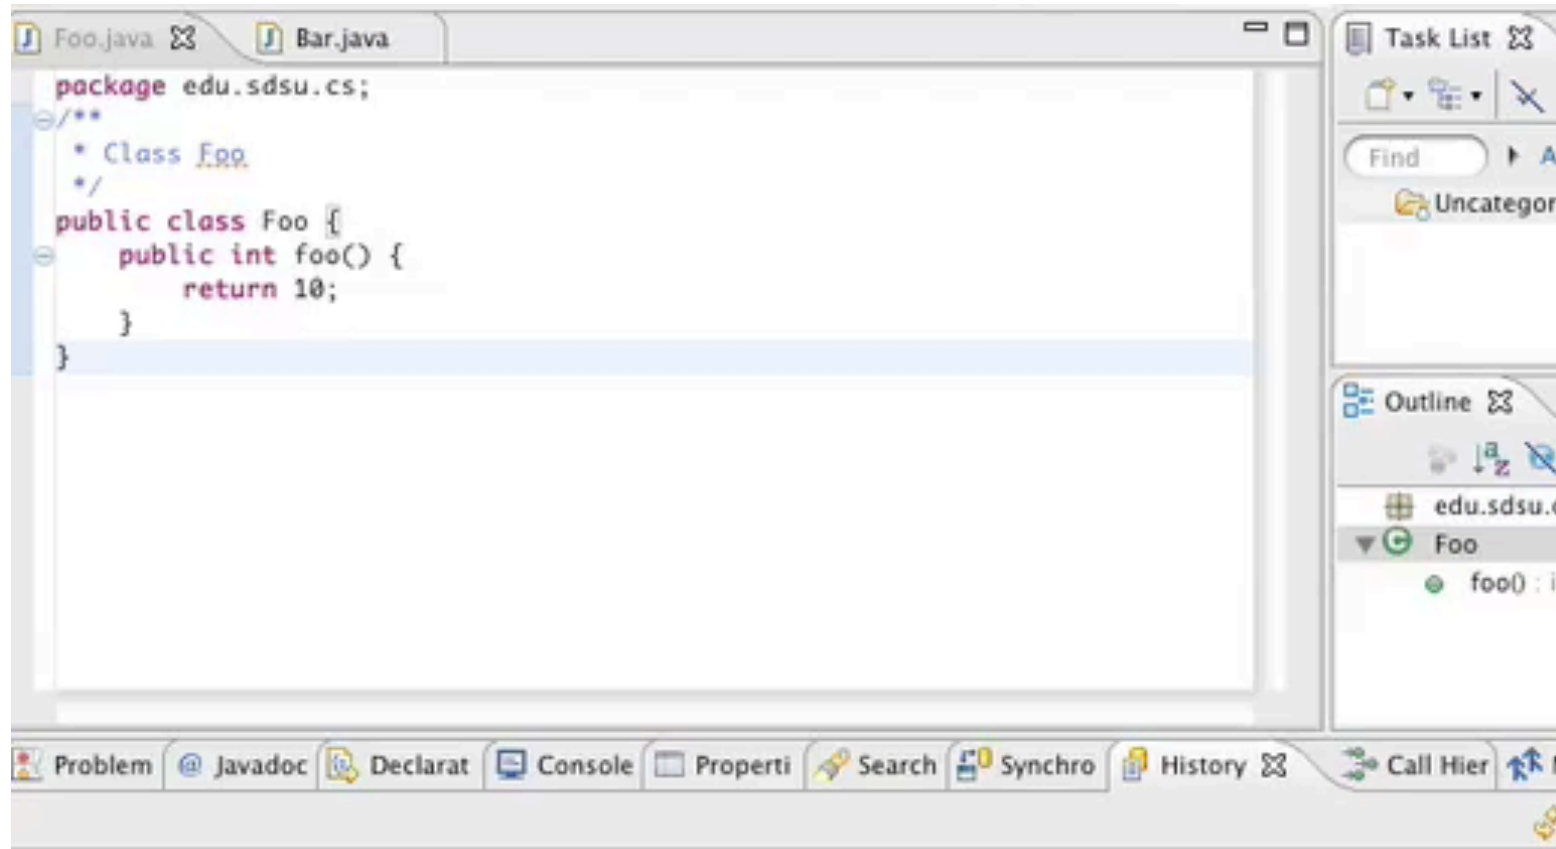 Foo.java
Bar.java
package edu.sdsu.cs;
/**
 * Class Foo
 */
public class Foo {
    public int foo() {
        return 10;
    }
}
Task List
Find
Uncategor
Outline
edu.sdsu.
Foo
foo() : i
Problem @ Javadoc Declarat Console Properti Search Synchro History Call Hier